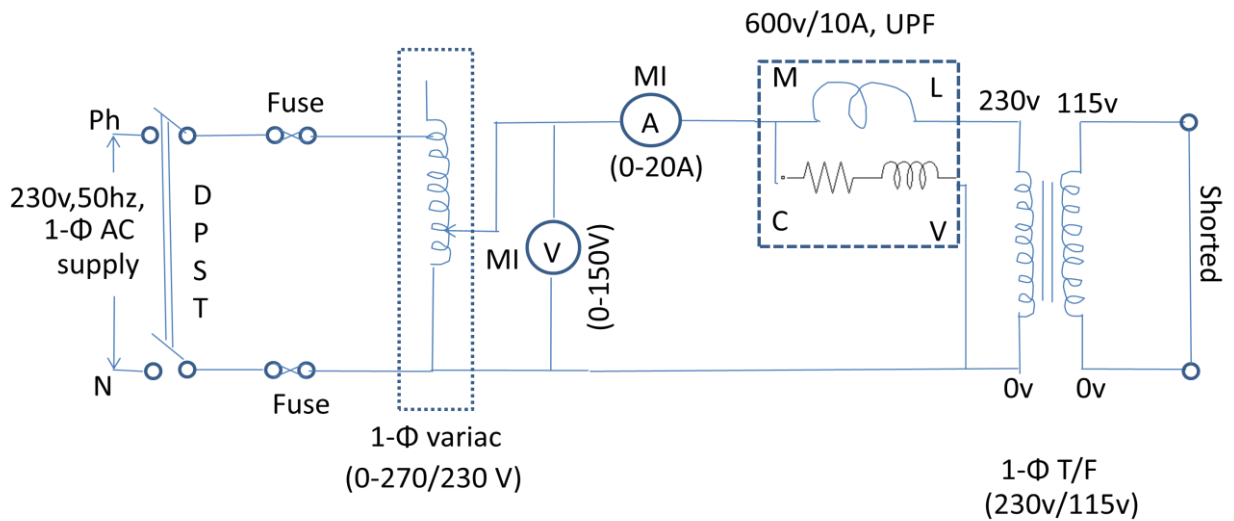 600v/10A, UPF
MI
M
L
230v
115v
Ph
Fuse
A
(0-20A)
230v,50hz,
1-Φ AC
supply
D
P
S
T
MI
V
(0-150V)
C
V
Shorted
N
Fuse
0v
0v
1-Φ variac
(0-270/230 V)
1-Φ T/F
(230v/115v)